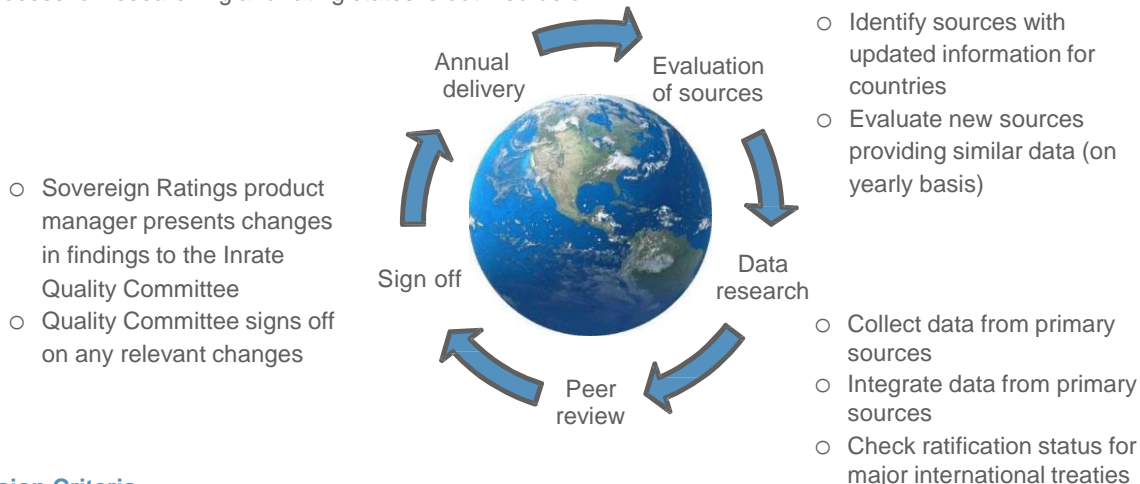 Annual
delivery
Evaluation
of sources
○ Identify sources with
updated information for
countries
○ Evaluate new sources
providing similar data (on
yearly basis)
○ Sovereign Ratings product
manager presents changes
in findings to the Inrate
Quality Committee
○ Quality Committee signs off
on any relevant changes
Sign off
Data
research
Peer
review
○ Collect data from primary
sources
○ Integrate data from primary
sources
○ Check ratification status for
major international treaties
Criteria